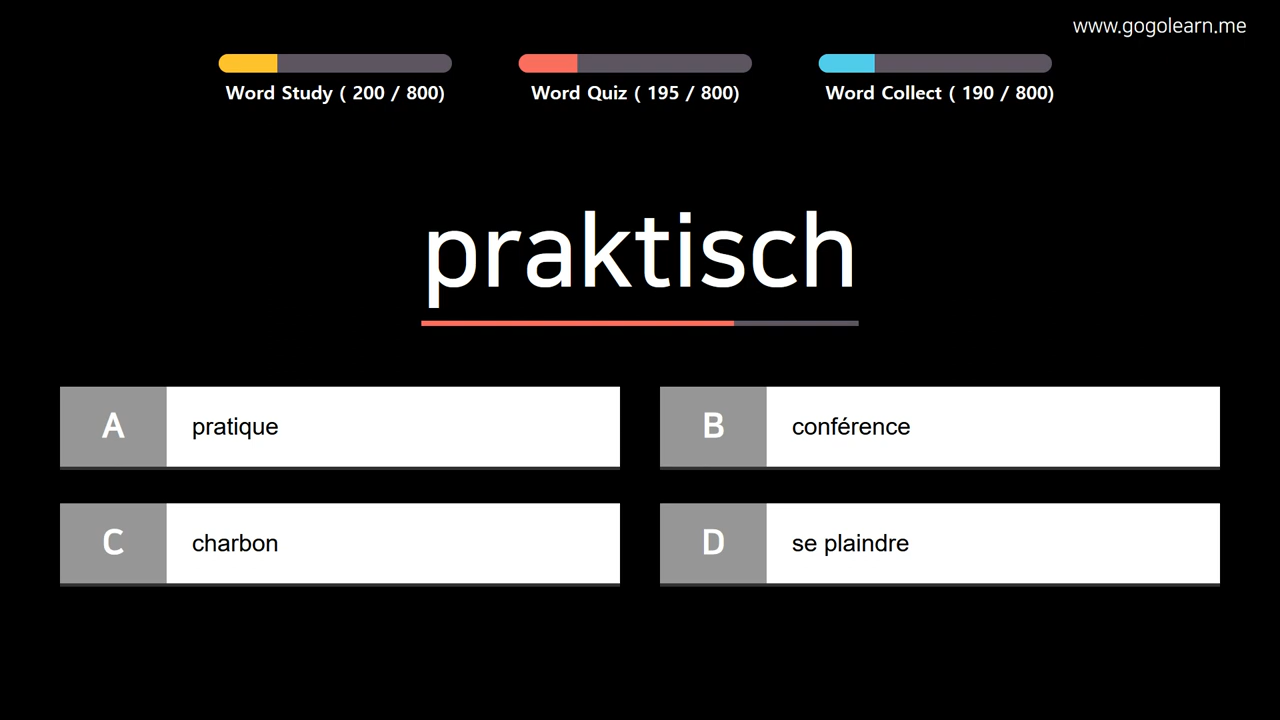 www.gogolearn.me
Word Study ( 200 / 800)
Word Quiz ( 195 / 800)
Word Collect ( 190 / 800)
praktisch
A
pratique
B
conférence
C
charbon
D
se plaindre